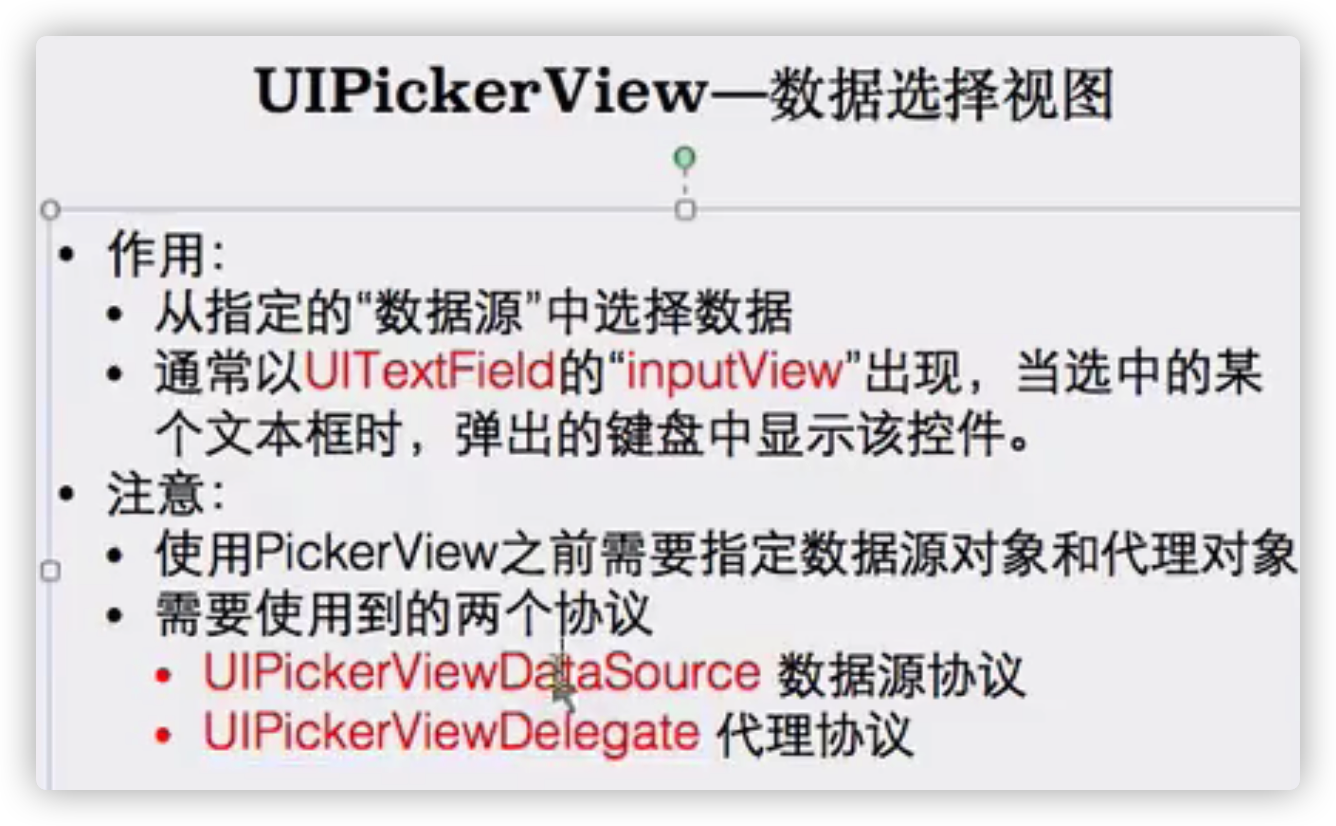 UIPickerView—数据选择视图
• 作用：
• 从指定的“数据源”中选择数据
• 通常以UITextField的“inputView”出现，当选中的某
个文本框时，弹出的键盘中显示该控件。
• 注意：
• 使用PickerView之前需要指定数据源对象和代理对象
• 需要使用到的两个协议
• UIPickerViewDataSource 数据源协议
• UIPickerViewDelegate 代理协议